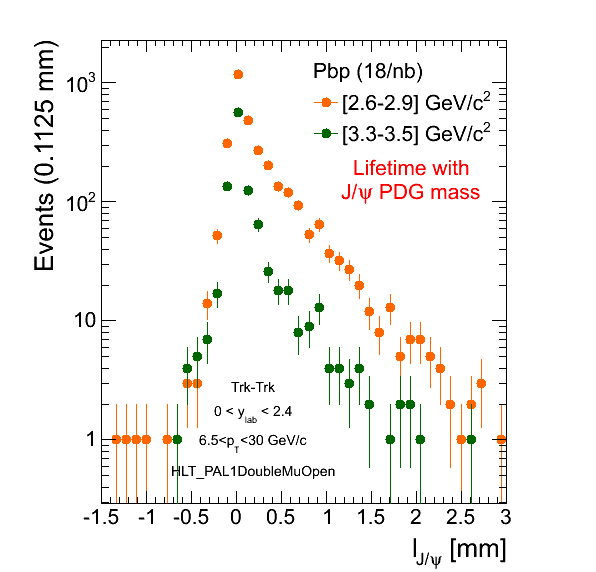 Events (0.1125 mm)
10³
10²
10
1
Pbp (18/nb)
[2.6-2.9] GeV/c²
[3.3-3.5] GeV/c²
Lifetime with
J/ψ PDG mass
Trk-Trk
0 < y_lab < 2.4
6.5<p_T<30 GeV/c
HLT_PAL1DoubleMuOpen
-1.5 -1 -0.5 0 0.5 1 1.5 2 2.5 3
l_J/ψ [mm]